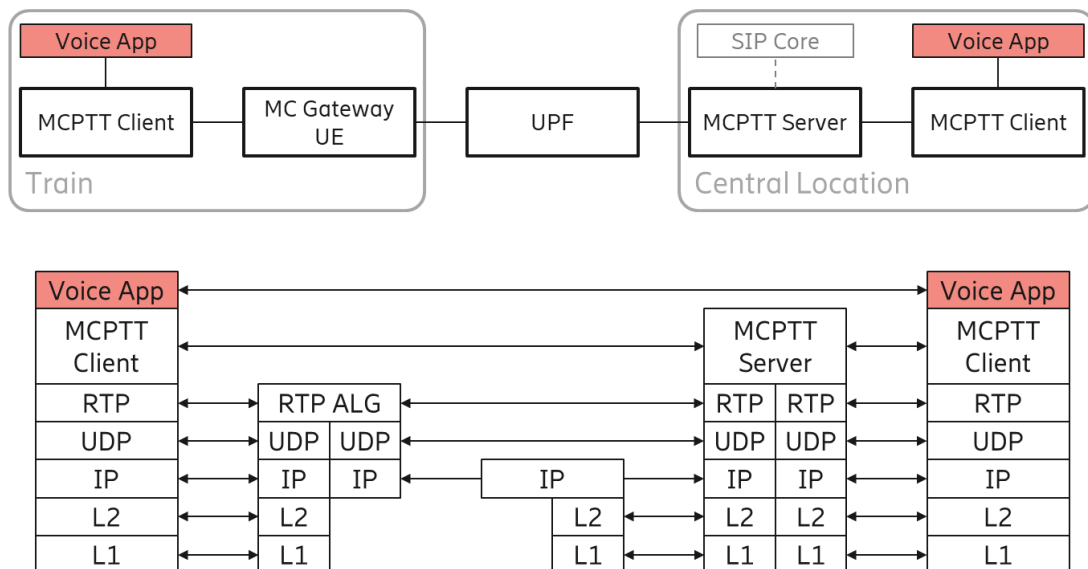 Voice App
SIP Core
Voice App
MCPTT Client
MC Gateway
UE
UPF
MCPTT Server
MCPTT Client
Train
Central Location
Voice App
Voice App
MCPTT
Client
MCPTT
Server
MCPTT
Client
RTP
RTP ALG
RTP
RTP
RTP
UDP
UDP
UDP
UDP
UDP
UDP
IP
IP
IP
IP
IP
IP
IP
L2
L2
L2
L2
L2
L2
L1
L1
L1
L1
L1
L1